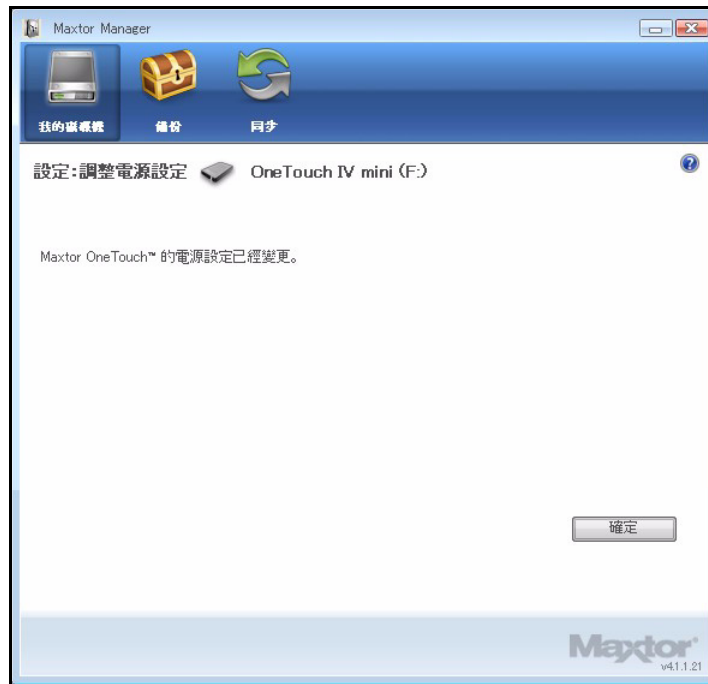 Maxtor Manager
我的磁碟機 備份 同步
設定:調整電源設定 OneTouch IV mini (F:)
Maxtor OneTouch™ 的電源設定已經變更。
確定
Maxtor
v4.1.1.21